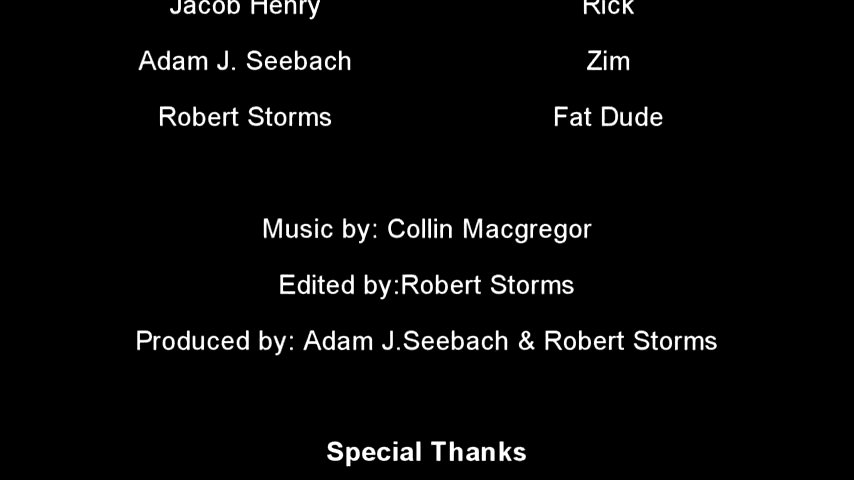 Jacob Henry Rick
Adam J. Seebach Zim
Robert Storms Fat Dude
Music by: Collin Macgregor
Edited by:Robert Storms
Produced by: Adam J.Seebach & Robert Storms
Special Thanks